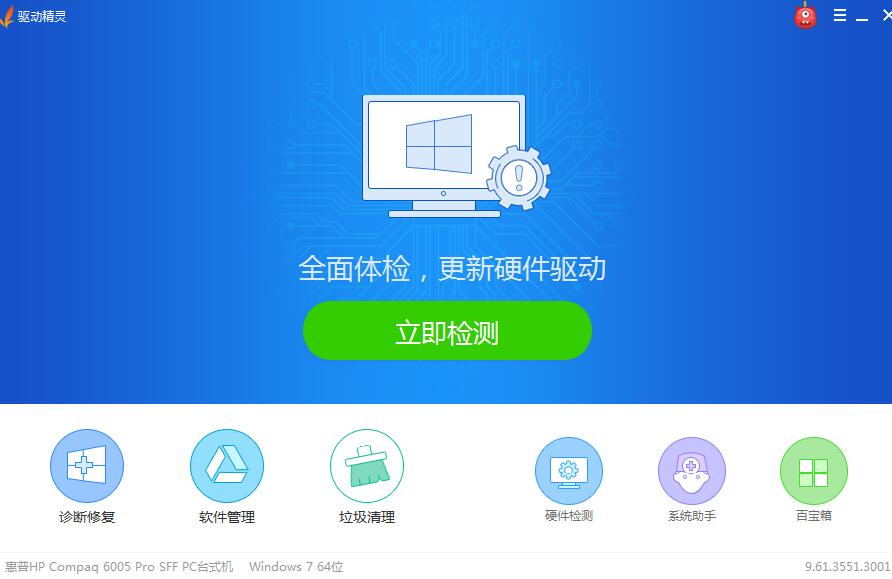 驱动精灵
全面体检，更新硬件驱动
立即检测
诊断修复 软件管理 垃圾清理 硬件检测 系统助手 百宝箱
惠普HP Compaq 6005 Pro SFF PC台式机 Windows 7 64位 9.61.3551.3001